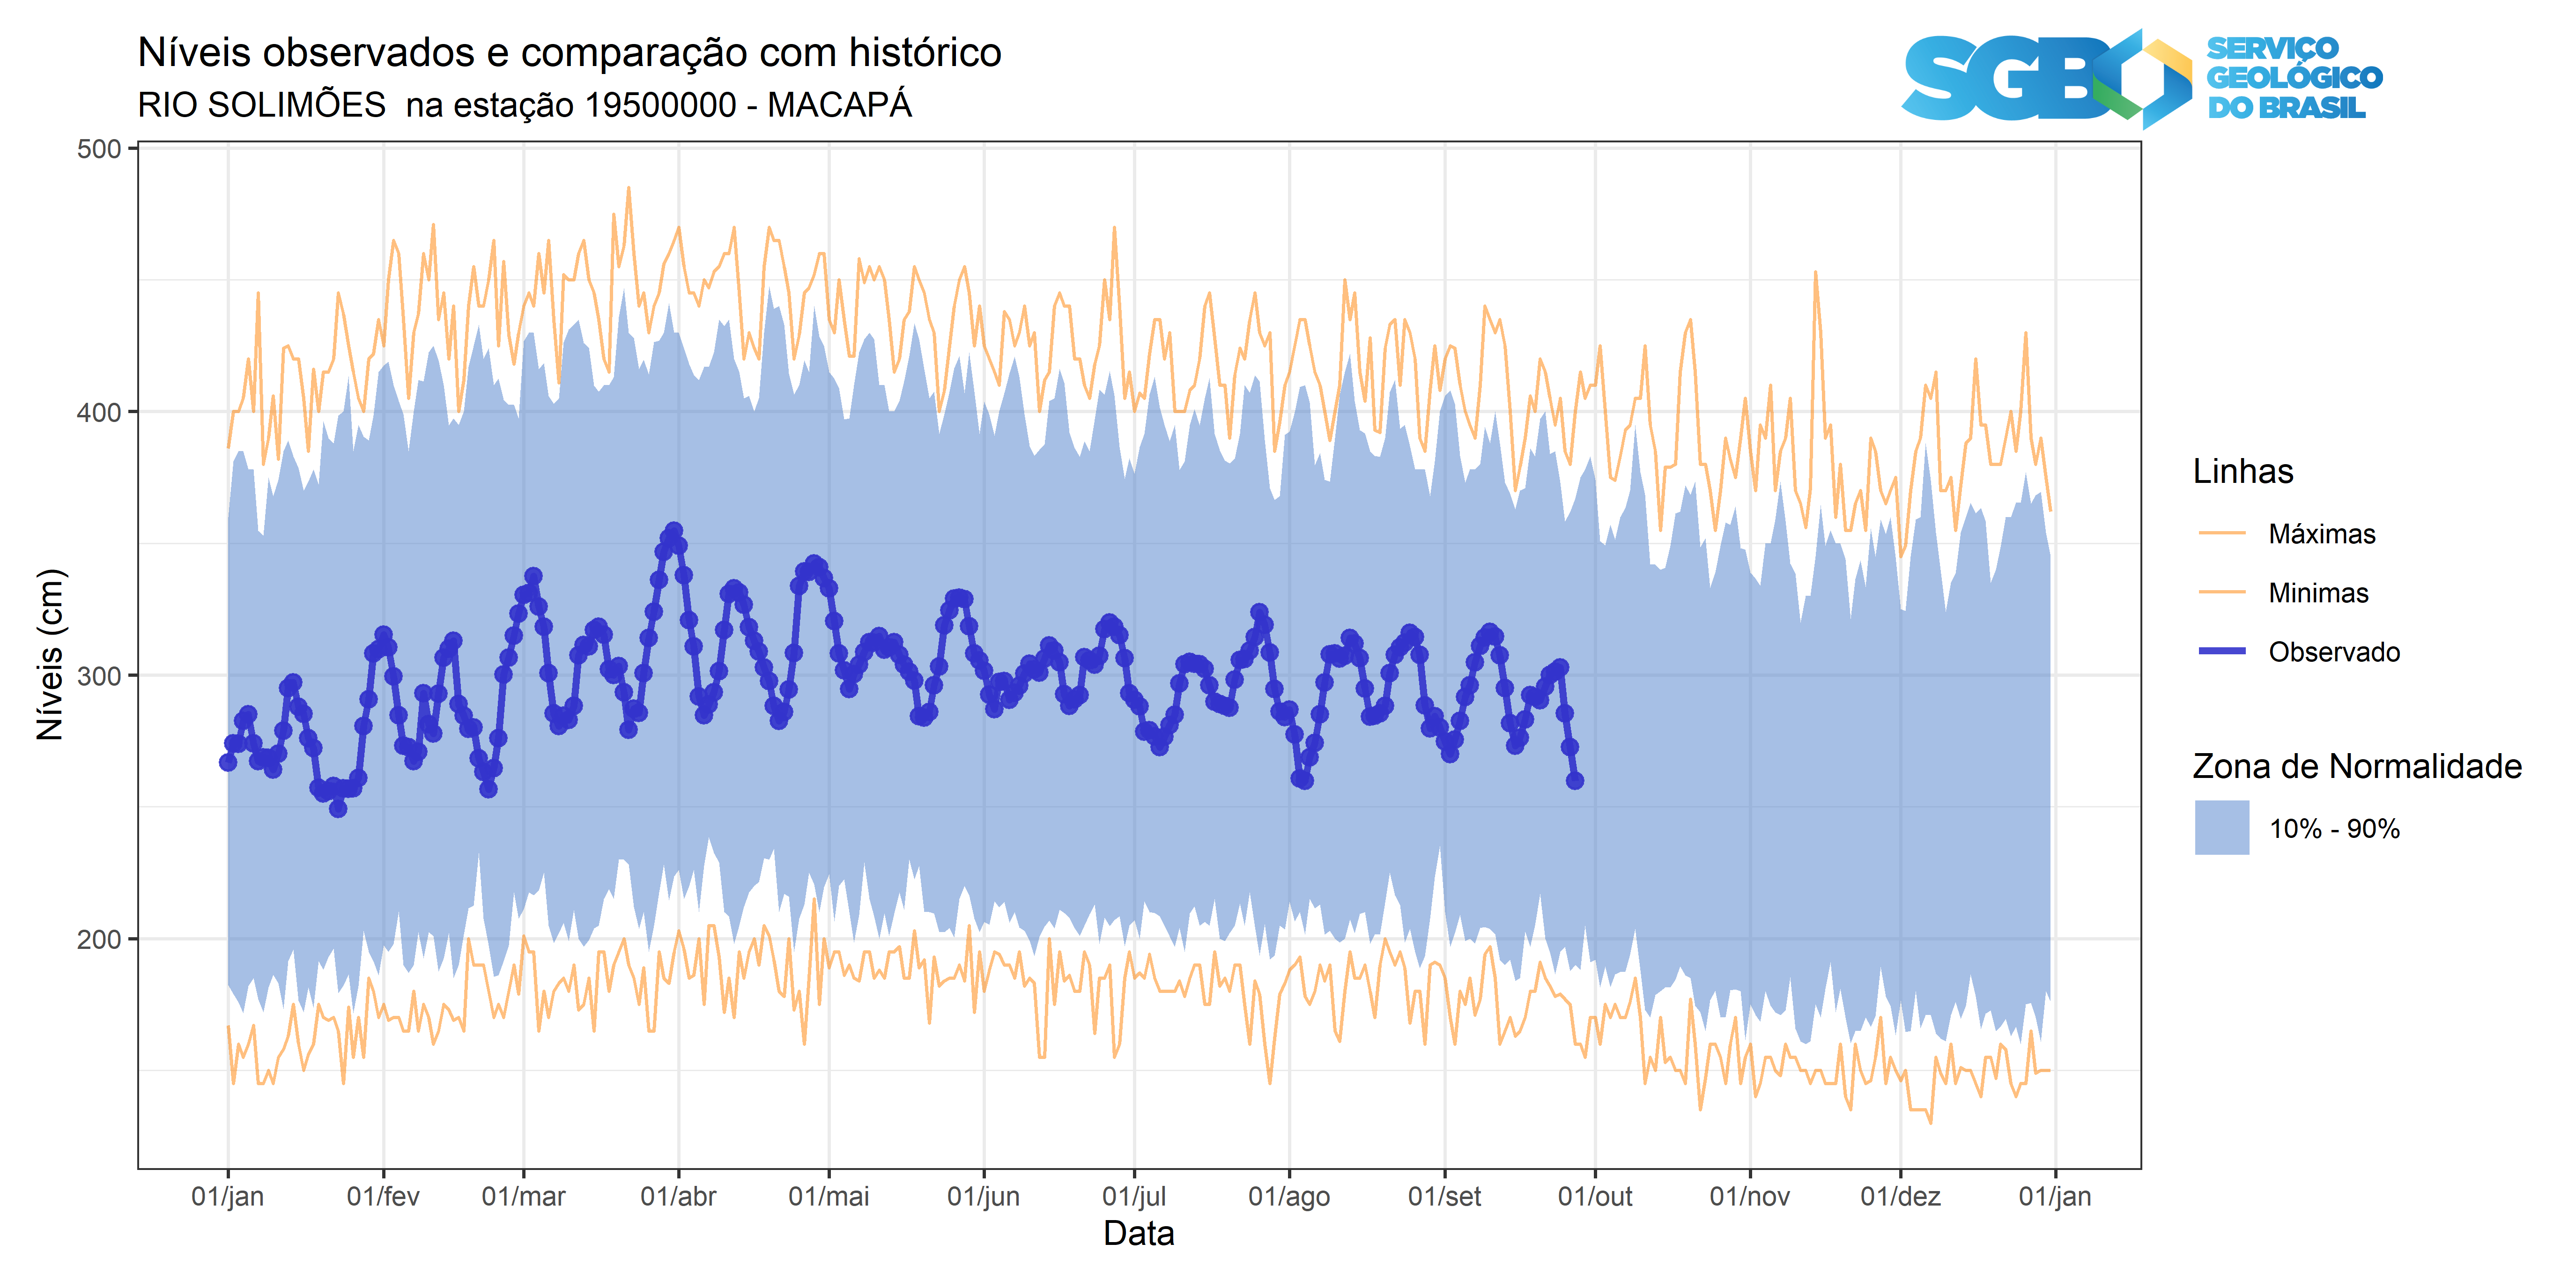 Níveis observados e comparação com histórico
RIO SOLIMÕES  na estação 19500000 - MACAPÁ
SGB
SERVIÇO
GEOLÓGICO
DO BRASIL
500
400
300
200
Níveis (cm)
01/jan
01/fev
01/mar
01/abr
01/mai
01/jun
01/jul
01/ago
01/set
01/out
01/nov
01/dez
01/jan
Data
Linhas
Máximas
Minimas
Observado
Zona de Normalidade
10% - 90%